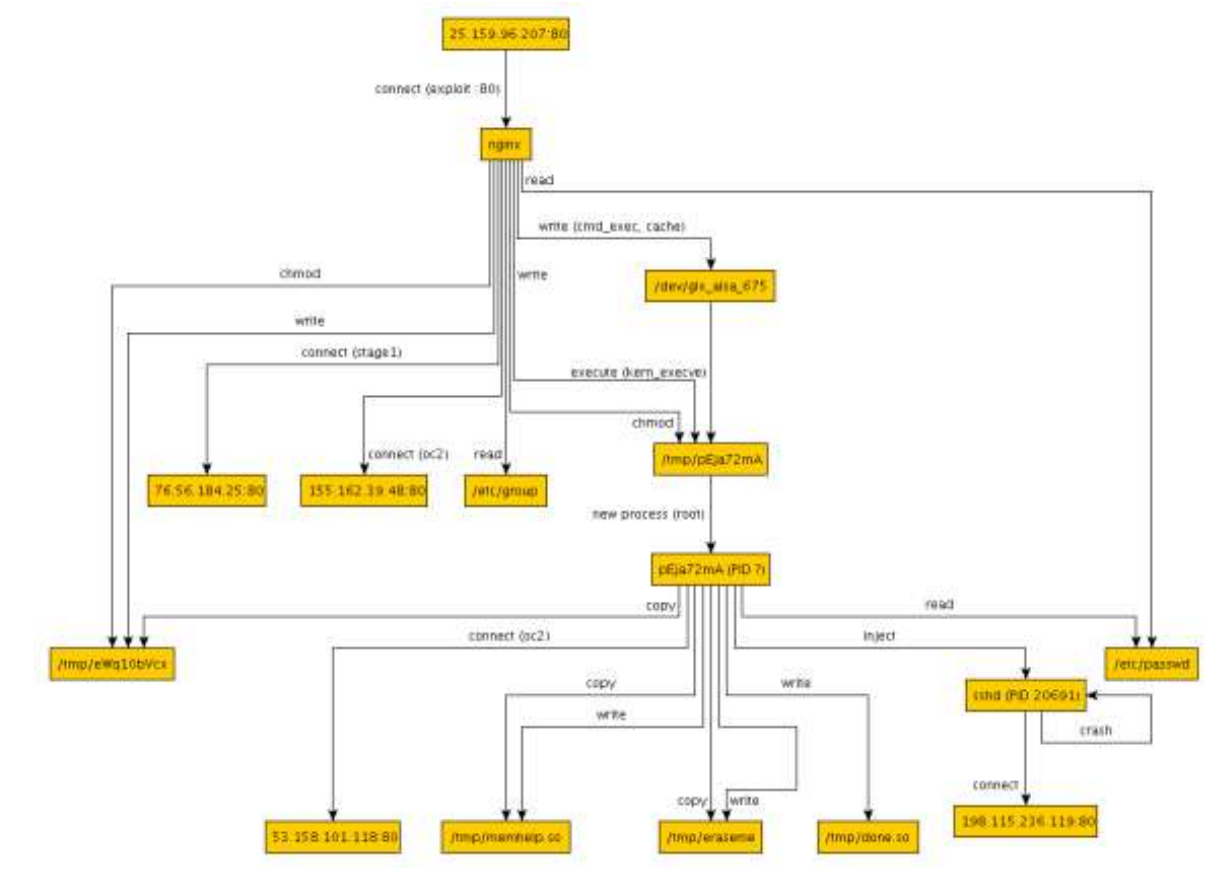 25.159.96.207:80
connect (exploit :80)
nginx
read
write (cmd_exec, cache)
chmod
write
/dev/glx_alsa_675
write
connect (stage1)
execute (kern_execve)
chmod
connect (oc2)
read
/tmp/pEja72mA
76.56.184.25:80
155.162.39.48:80
/etc/group
new process (root)
pEja72mA (PID ?)
copy
read
connect (oc2)
inject
/tmp/eWq10bVcx
/etc/passwd
copy
write
sshd (PID 20691)
write
crash
connect
copy
write
53.158.101.118:80
/tmp/memhelp.so
/tmp/eraseme
/tmp/done.so
198.115.236.119:80